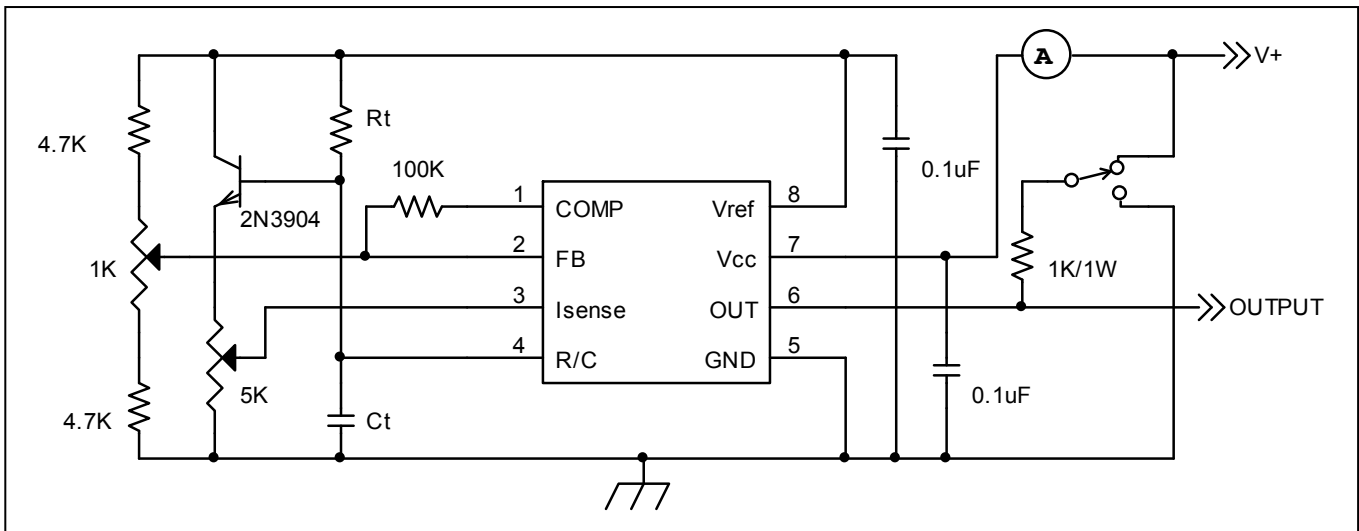 A
V+
Rt
4.7K
100K
0.1uF
1
COMP
Vref
8
2N3904
2
FB
Vcc
7
1K
1K/1W
3
Isense
OUT
6
OUTPUT
4
R/C
GND
5
5K
0.1uF
4.7K
Ct